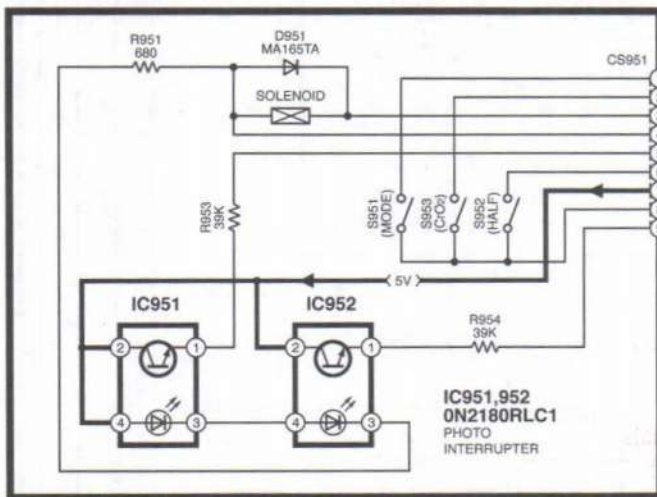 R951
680
D951
MA165TA
CS951
SOLENOID
R953
39K
S951
(MODE)
S953
(CrO2)
S952
(HALF)
5V
IC951
IC952
R954
39K
2
1
2
1
4
3
4
3
IC951,952
0N2180RLC1
PHOTO
INTERRUPTER